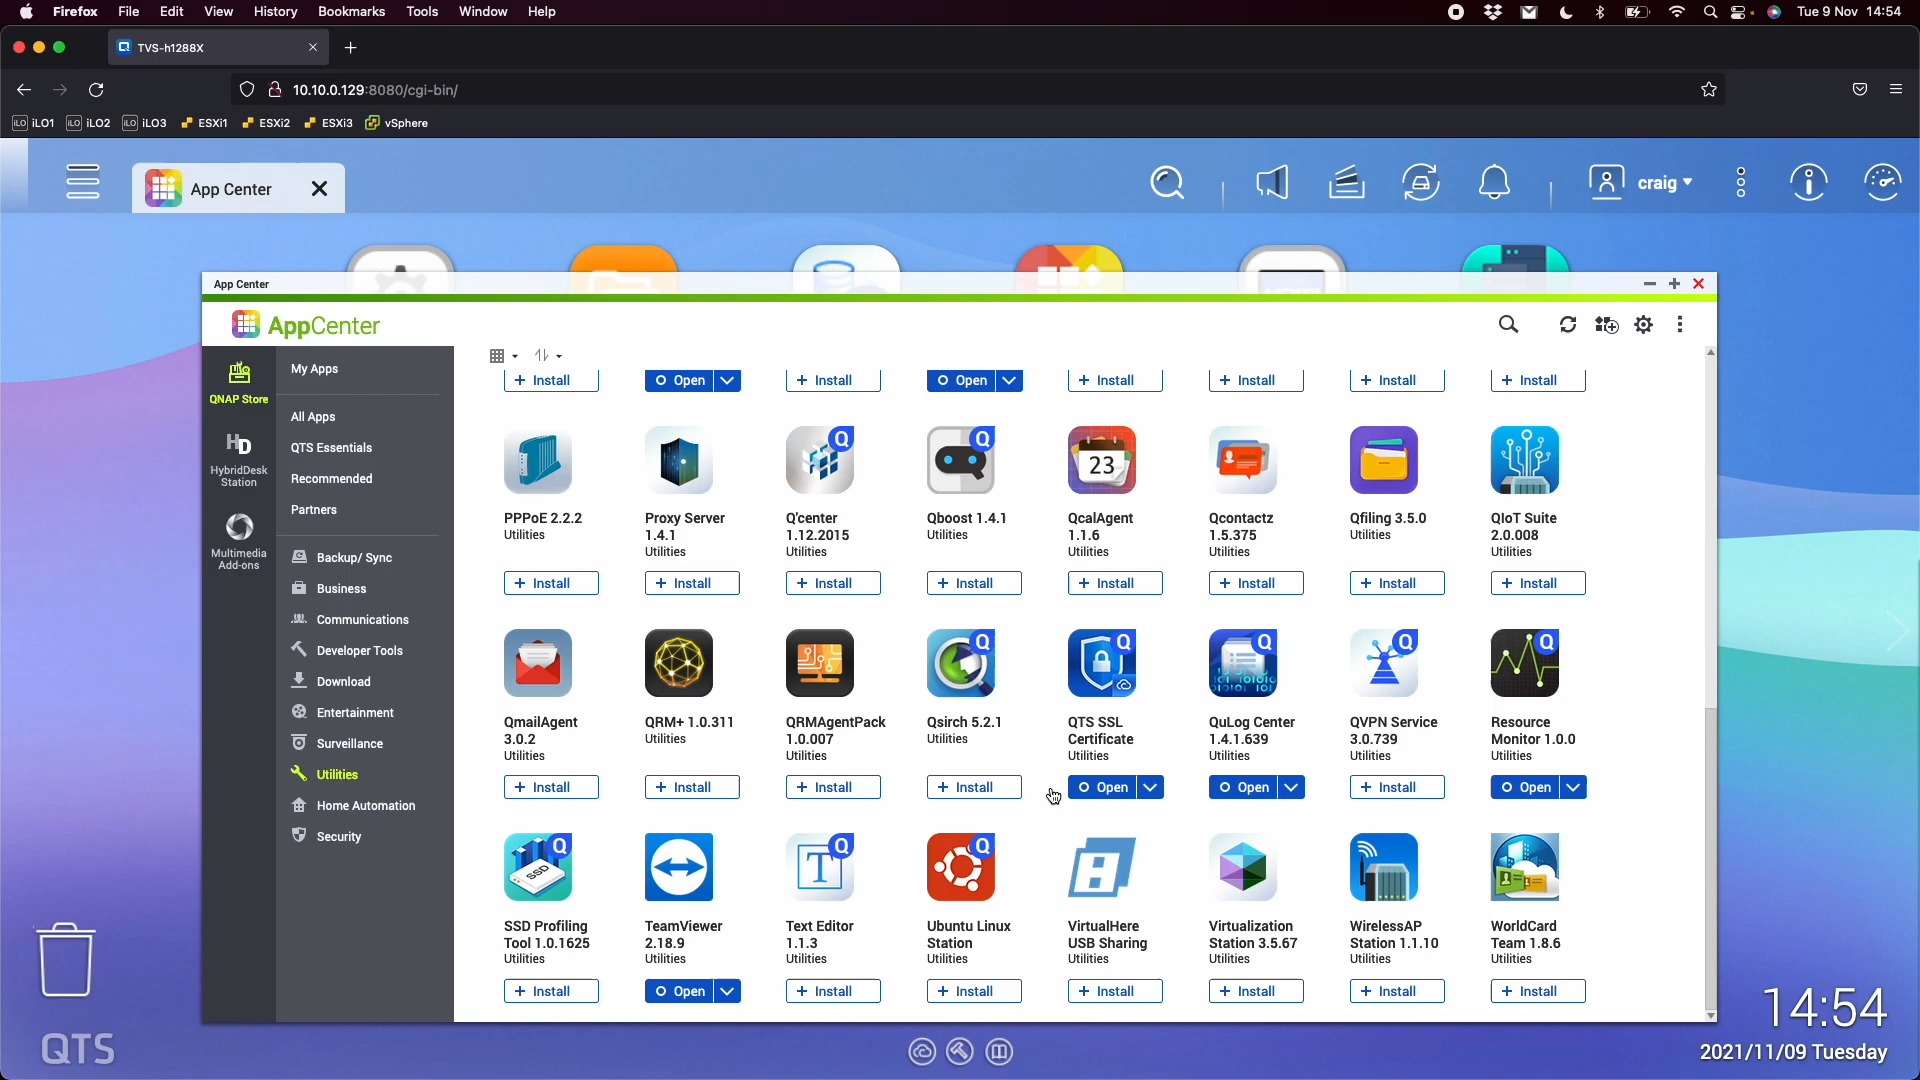 Firefox File Edit View History Bookmarks Tools Window Help Tue 9 Nov 14:54
TVS-h1288X
10.10.0.129:8080/cgi-bin/
iLO iLO1 iLO iLO2 iLO iLO3 ESXi1 ESXi2 ESXi3 vSphere
App Center craig
App Center
AppCenter
QNAP Store
HD
HybridDesk
Station
Multimedia
Add-ons
My Apps
All Apps
QTS Essentials
Recommended
Partners
Backup/ Sync
Business
Communications
Developer Tools
Download
Entertainment
Surveillance
Utilities
Home Automation
Security
+ Install Open + Install Open + Install + Install + Install + Install
Q Q 23
PPPoE 2.2.2
Utilities
+ Install
Proxy Server
1.4.1
Utilities
+ Install
Q'center
1.12.2015
Utilities
+ Install
Qboost 1.4.1
Utilities
+ Install
QcalAgent
1.1.6
Utilities
+ Install
Qcontactz
1.5.375
Utilities
+ Install
Qfiling 3.5.0
Utilities
+ Install
QIoT Suite
2.0.008
Utilities
+ Install
Q Q Q Q Q
QmailAgent
3.0.2
Utilities
+ Install
QRM+ 1.0.311
Utilities
+ Install
QRMAgentPack
1.0.007
Utilities
+ Install
Qsirch 5.2.1
Utilities
+ Install
QTS SSL
Certificate
Utilities
Open
QuLog Center
1.4.1.639
Utilities
Open
QVPN Service
3.0.739
Utilities
+ Install
Resource
Monitor 1.0.0
Utilities
Open
SSD Q T Q Q
SSD Profiling
Tool 1.0.1625
Utilities
+ Install
TeamViewer
2.18.9
Utilities
Open
Text Editor
1.1.3
Utilities
+ Install
Ubuntu Linux
Station
Utilities
+ Install
VirtualHere
USB Sharing
Utilities
+ Install
Virtualization
Station 3.5.67
Utilities
+ Install
WirelessAP
Station 1.1.10
Utilities
+ Install
WorldCard
Team 1.8.6
Utilities
+ Install
QTS
14:54
2021/11/09 Tuesday